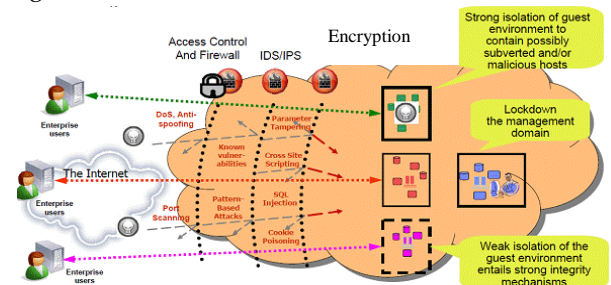 Access Control
And Firewall
IDS/IPS
Encryption
Strong isolation of guest
environment to
contain possibly
subverted and/or
malicious hosts
Enterprise
users
DoS, Anti-
spoofing
Parameter
Tampering
Known
vulner-
abilities
Cross Site
Scripting
Lockdown
the management
domain
The Internet
Enterprise
users
Port
Scanning
Pattern-
Based
Attacks
SQL
Injection
Cookie
Poisoning
Enterprise
users
Weak isolation of the
guest environment
entails strong integrity
mechanisms